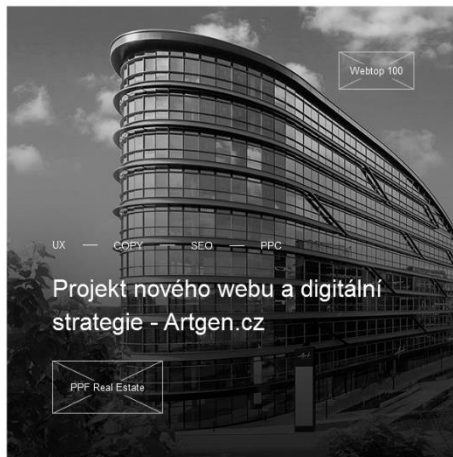 Webtop 100
UX — COPY — SEO — PPC
Projekt nového webu a digitální
strategie - Artgen.cz
PPF Real Estate